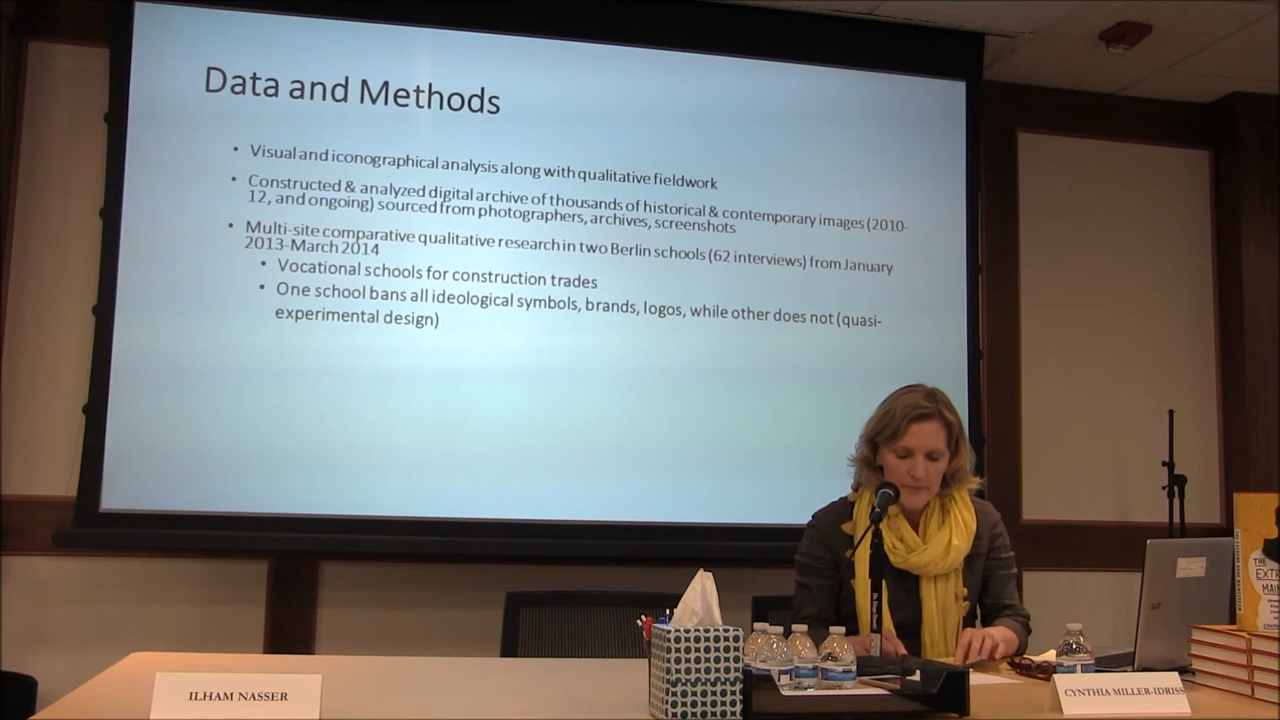 Data and Methods
• Visual and iconographical analysis along with qualitative fieldwork
• Constructed & analyzed digital archive of thousands of historical & contemporary images (2010-
12, and ongoing) sourced from photographers, archives, screenshots
• Multi-site comparative qualitative research in two Berlin schools (62 interviews) from January
2013-March 2014
• Vocational schools for construction trades
• One school bans all ideological symbols, brands, logos, while other does not (quasi-
experimental design)
ILHAM NASSER
CYNTHIA MILLER-IDRISS
THE
EXTR
MAIN